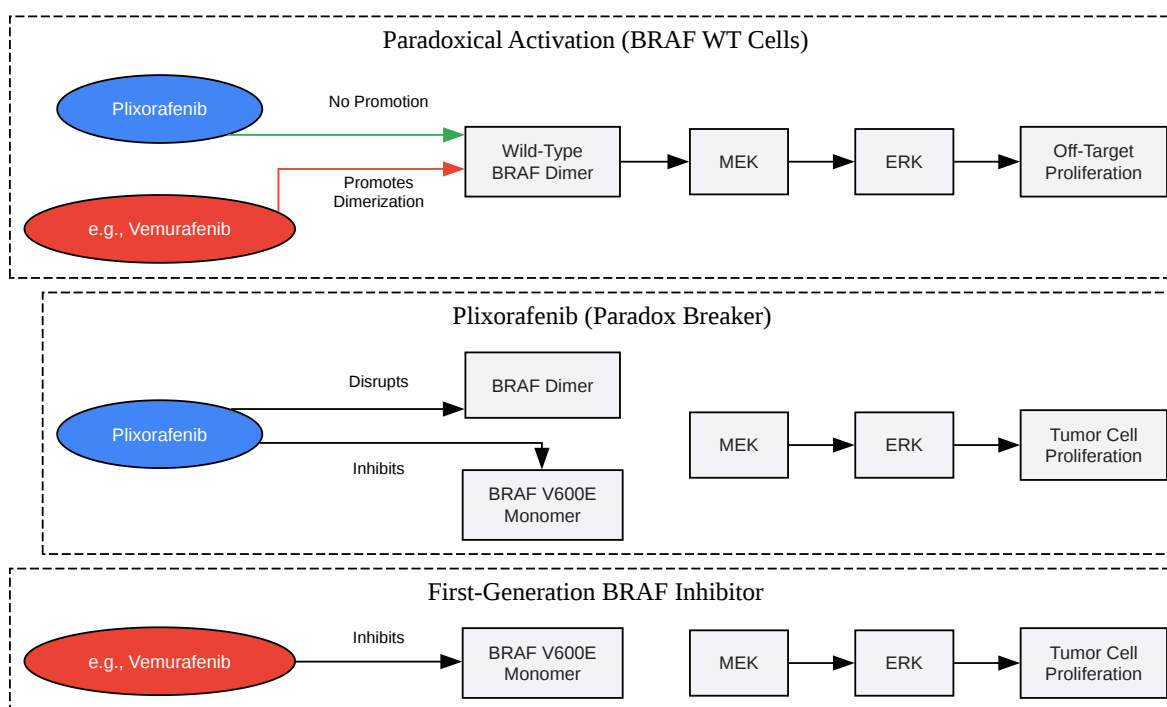 Paradoxical Activation (BRAF WT Cells)
Plixorafenib
No Promotion
Wild-Type
BRAF Dimer
MEK
ERK
Off-Target
Proliferation
Promotes
Dimerization
e.g., Vemurafenib
Plixorafenib (Paradox Breaker)
Plixorafenib
Disrupts
BRAF Dimer
Inhibits
BRAF V600E
Monomer
MEK
ERK
Tumor Cell
Proliferation
First-Generation BRAF Inhibitor
e.g., Vemurafenib
Inhibits
BRAF V600E
Monomer
MEK
ERK
Tumor Cell
Proliferation